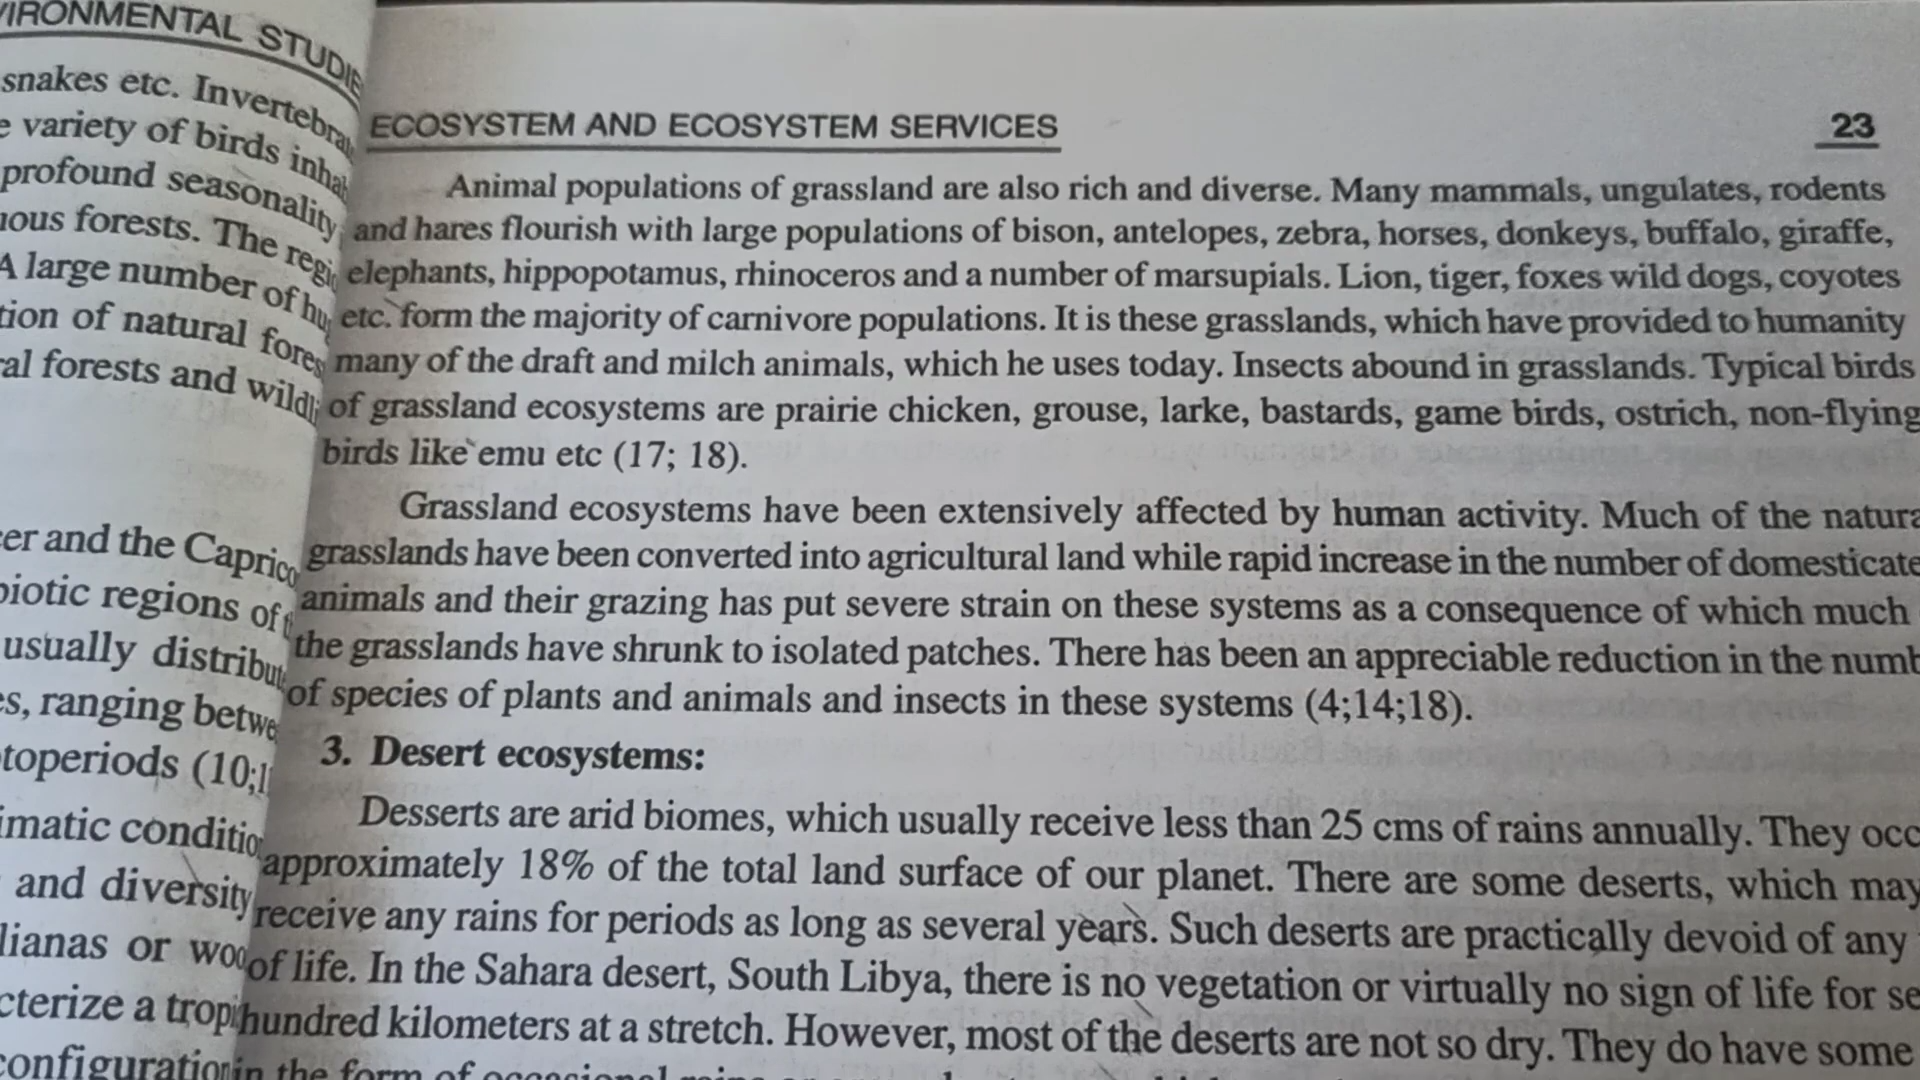 VIRONMENTAL STUDIE
snakes etc. Invertebra
variety of birds inhab
profound seasonality
forests. The regio
A large number of hu
tion of natural fores
forests and wildli
and the Caprico
regions of
usually distribut
ranging betwe
toperiods (10;1
imatic conditio
and diversity
lianas or woo
cterize a tropi
configuration
ECOSYSTEM AND ECOSYSTEM SERVICES
23
Animal populations of grassland are also rich and diverse. Many mammals, ungulates, rodents
and hares flourish with large populations of bison, antelopes, zebra, horses, donkeys, buffalo, giraffe,
elephants, hippopotamus, rhinoceros and a number of marsupials. Lion, tiger, foxes wild dogs, coyotes
etc. form the majority of carnivore populations. It is these grasslands, which have provided to humanity
many of the draft and milch animals, which he uses today. Insects abound in grasslands. Typical birds
of grassland ecosystems are prairie chicken, grouse, larke, bastards, game birds, ostrich, non-flying
birds like emu etc (17; 18).
Grassland ecosystems have been extensively affected by human activity. Much of the natura
grasslands have been converted into agricultural land while rapid increase in the number of domesticate
animals and their grazing has put severe strain on these systems as a consequence of which much
the grasslands have shrunk to isolated patches. There has been an appreciable reduction in the numb
of species of plants and animals and insects in these systems (4;14;18).
3. Desert ecosystems:
Desserts are arid biomes, which usually receive less than 25 cms of rains annually. They occ
approximately 18% of the total land surface of our planet. There are some deserts, which may
receive any rains for periods as long as several years. Such deserts are practically devoid of any
of life. In the Sahara desert, South Libya, there is no vegetation or virtually no sign of life for se
hundred kilometers at a stretch. However, most of the deserts are not so dry. They do have some
in the form of occasional rains